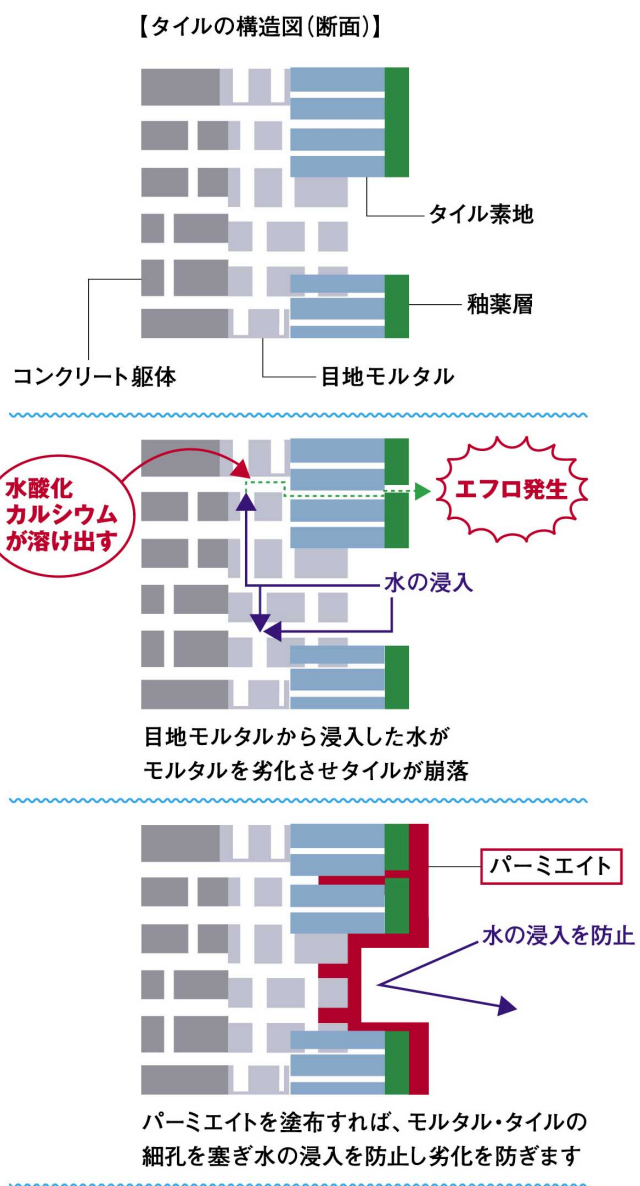 【タイルの構造図(断面)】
タイル素地
釉薬層
コンクリート躯体
目地モルタル
水酸化
カルシウム
が溶け出す
エフロ発生
水の浸入
目地モルタルから浸入した水が
モルタルを劣化させタイルが崩落
パーミエイト
水の浸入を防止
パーミエイトを塗布すれば、モルタル・タイルの
細孔を塞ぎ水の浸入を防止し劣化を防ぎます